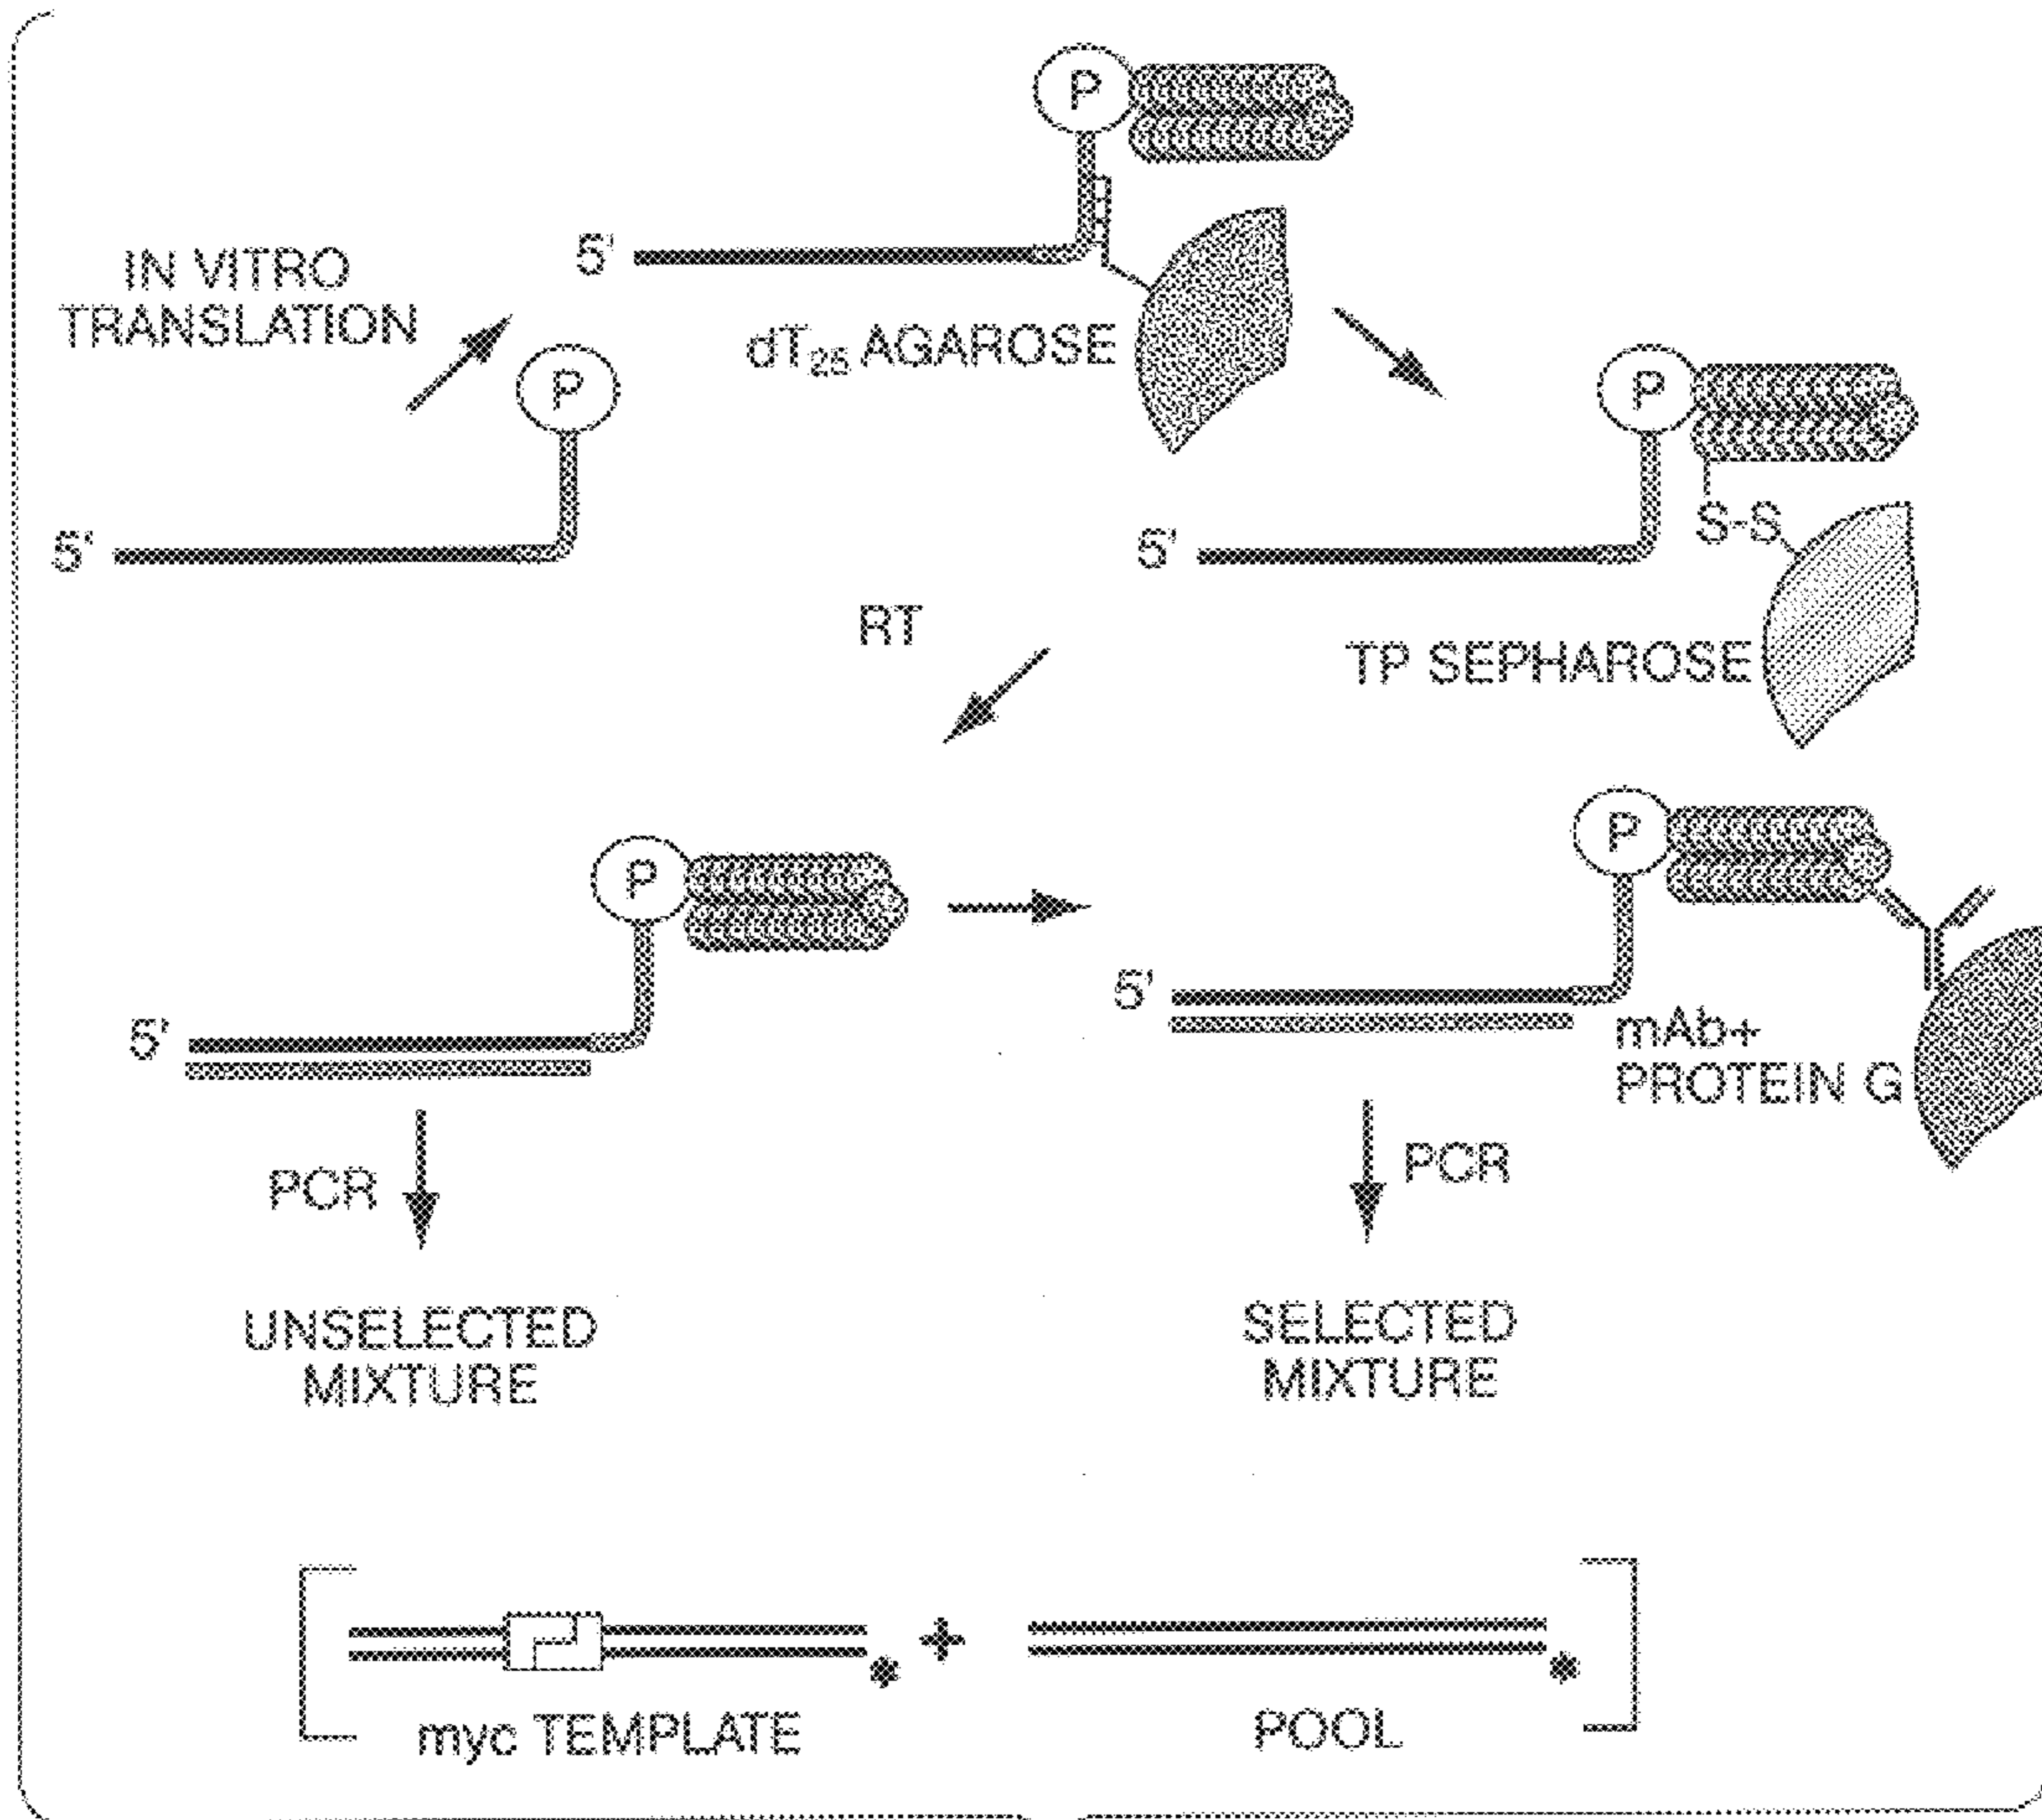 P
5'
IN VITRO
TRANSLATION
dT₂₅ AGAROSE
P
5'
P
5'
S-S
TP SEPHAROSE
RT
P
5'
P
5'
mAb+
PROTEIN G
PCR
PCR
UNSELECTED
MIXTURE
SELECTED
MIXTURE
+
myc TEMPLATE
POOL